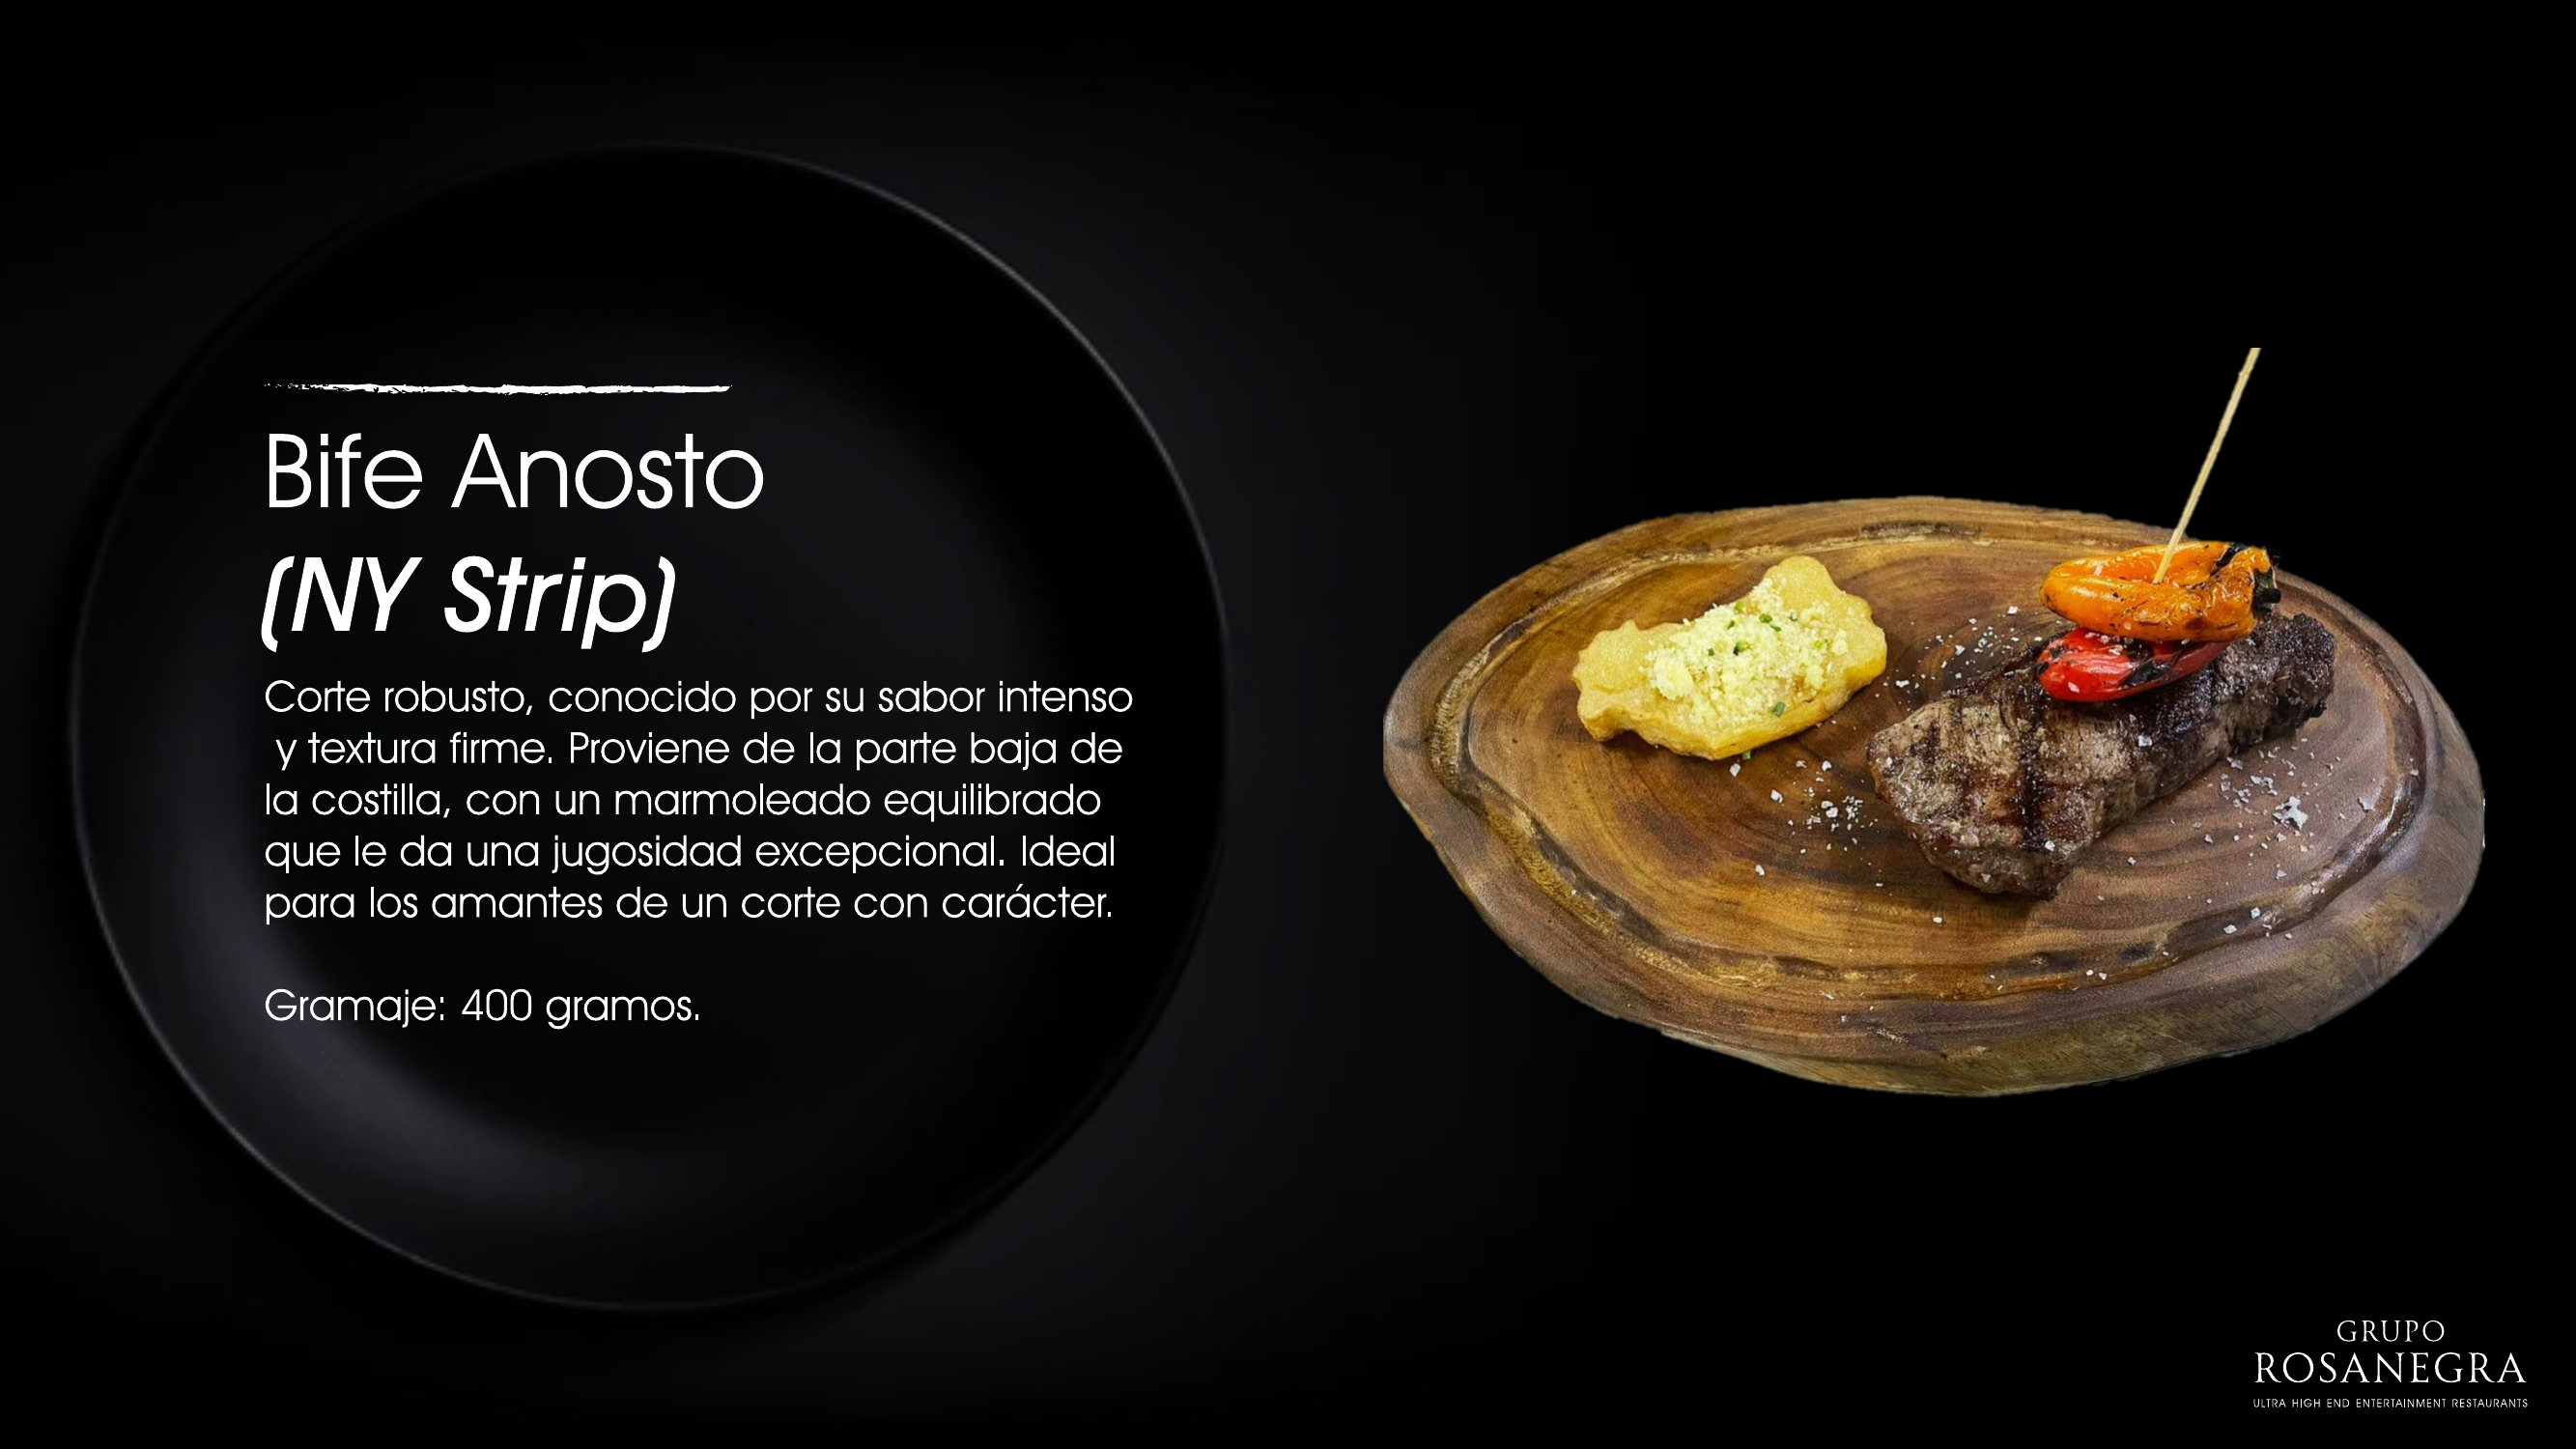 Bife Anosto
(NY Strip)
Corte robusto, conocido por su sabor intenso
y textura firme. Proviene de la parte baja de
la costilla, con un marmoleado equilibrado
que le da una jugosidad excepcional. Ideal
para los amantes de un corte con carácter.
Gramaje: 400 gramos.
GRUPO
ROSANEGRA
ULTRA HIGH END ENTERTAINMENT RESTAURANTS